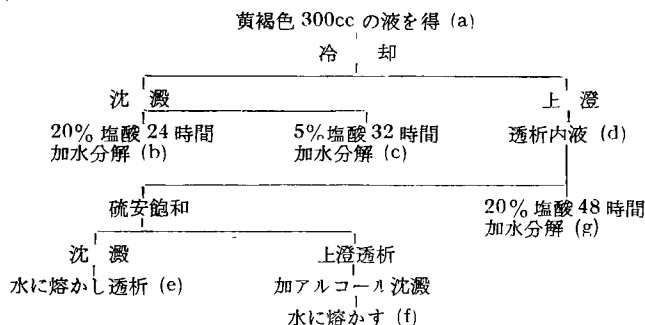 黄褐色 300cc の液を得 (a)
冷 却
沈 澱 上 澄
20% 塩酸 24 時間 5% 塩酸 32 時間 透析内液 (d)
加水分解 (b) 加水分解 (c)
硫安飽和 20% 塩酸 48 時間
加水分解 (g)
沈 澱 上澄透析
水に熔かし透析 (e) 加アルコール沈澱
水に熔かす (f)